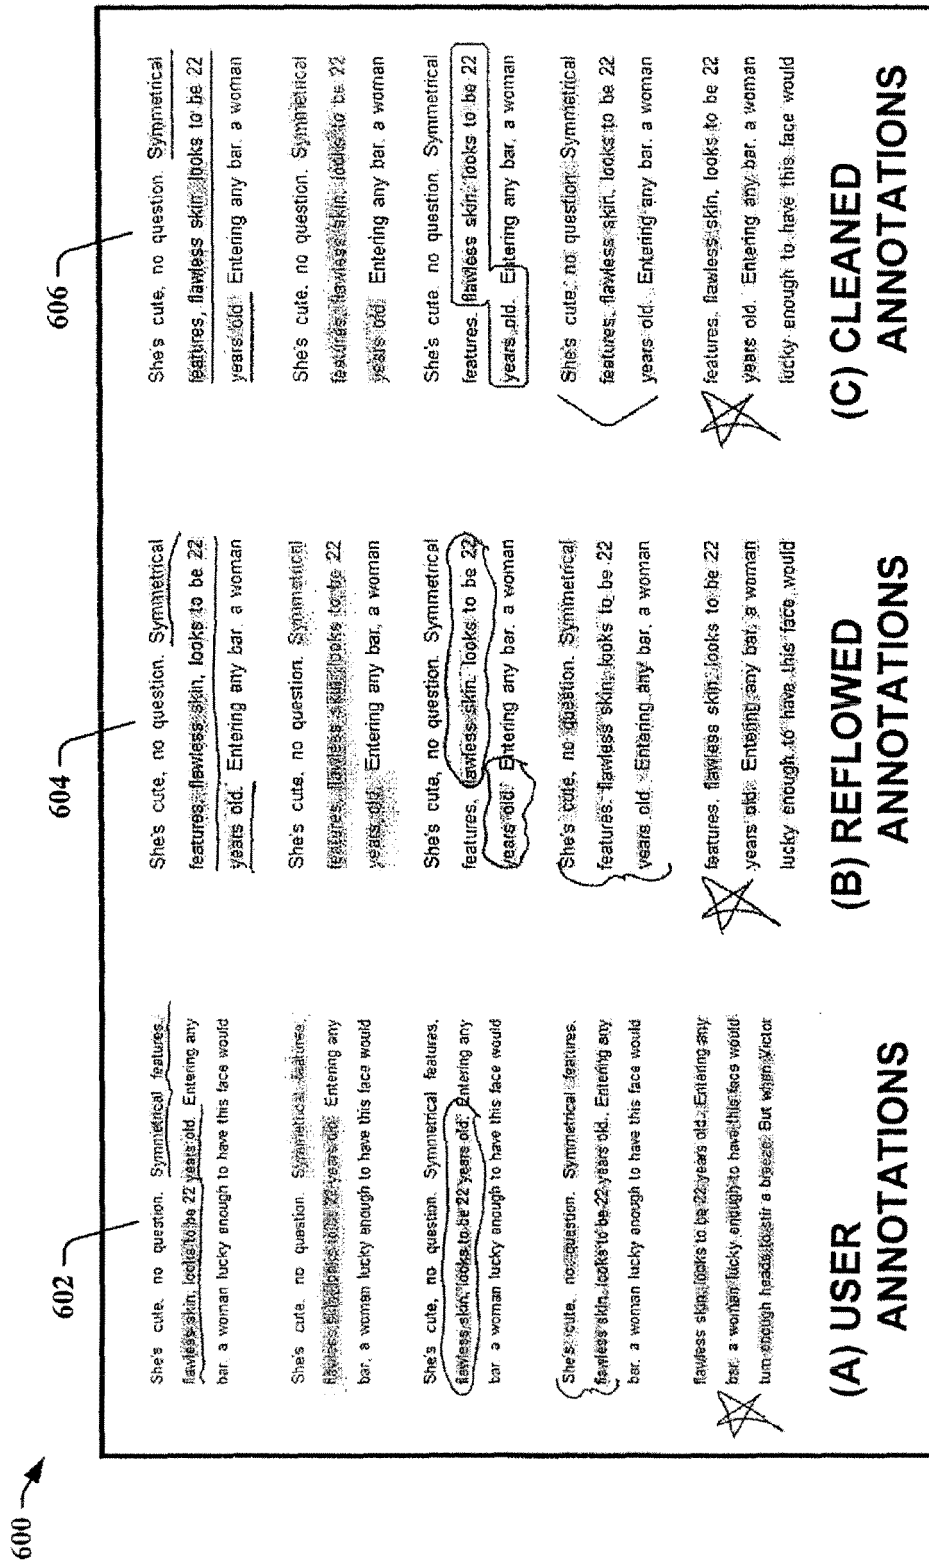 600
602
She's cute, no question. Symmetrical features,
flawless skin, looks to be 22 years old. Entering any
bar, a woman lucky enough to have this face would
She's cute, no question. Symmetrical features,
flawless skin, looks to be 22 years old. Entering any
bar, a woman lucky enough to have this face would
She's cute, no question. Symmetrical features,
flawless skin, looks to be 22 years old. Entering any
bar, a woman lucky enough to have this face would
She's cute, no question. Symmetrical features,
flawless skin, looks to be 22 years old. Entering any
bar, a woman lucky enough to have this face would
flawless skin, looks to be 22 years old. Entering any
bar, a woman lucky enough to have this face would
turn enough heads to stir a breeze. But when Victor
(A) USER
ANNOTATIONS
604
She's cute, no question. Symmetrical
features, flawless skin, looks to be 22
years old. Entering any bar, a woman
She's cute, no question. Symmetrical
features, flawless skin, looks to be 22
years old. Entering any bar, a woman
She's cute, no question. Symmetrical
features, flawless skin, looks to be 22
years old. Entering any bar, a woman
She's cute, no question. Symmetrical
features, flawless skin, looks to be 22
years old. Entering any bar, a woman
features, flawless skin, looks to be 22
years old. Entering any bar, a woman
lucky enough to have this face would
(B) REFLOWED
ANNOTATIONS
606
She's cute, no question. Symmetrical
features, flawless skin, looks to be 22
years old. Entering any bar, a woman
She's cute, no question. Symmetrical
features, flawless skin, looks to be 22
years old. Entering any bar, a woman
She's cute, no question. Symmetrical
features, flawless skin, looks to be 22
years old. Entering any bar, a woman
She's cute, no question. Symmetrical
features, flawless skin, looks to be 22
years old. Entering any bar, a woman
features, flawless skin, looks to be 22
years old. Entering any bar, a woman
lucky enough to have this face would
(C) CLEANED
ANNOTATIONS